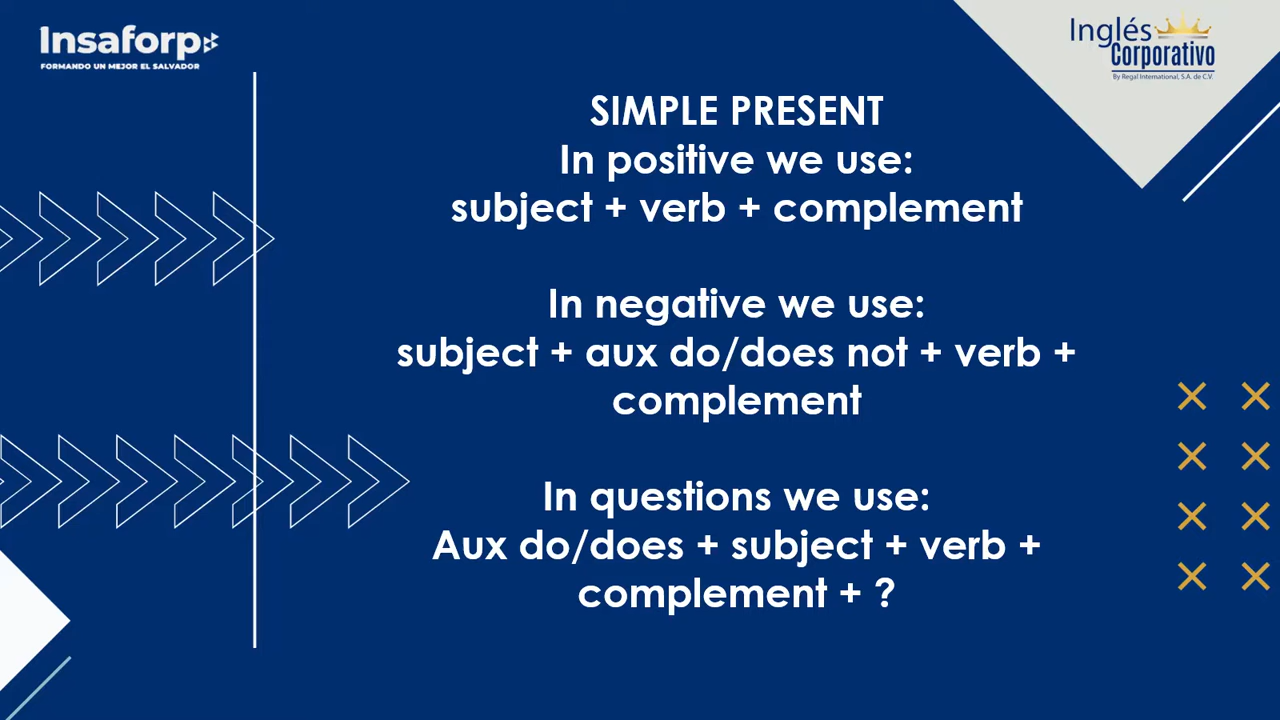 Insaforp
FORMANDO UN MEJOR EL SALVADOR
Inglés
Corporativo
By Regal International, S.A. de C.V.
SIMPLE PRESENT
In positive we use:
subject + verb + complement
In negative we use:
subject + aux do/does not + verb +
complement
In questions we use:
Aux do/does + subject + verb +
complement + ?